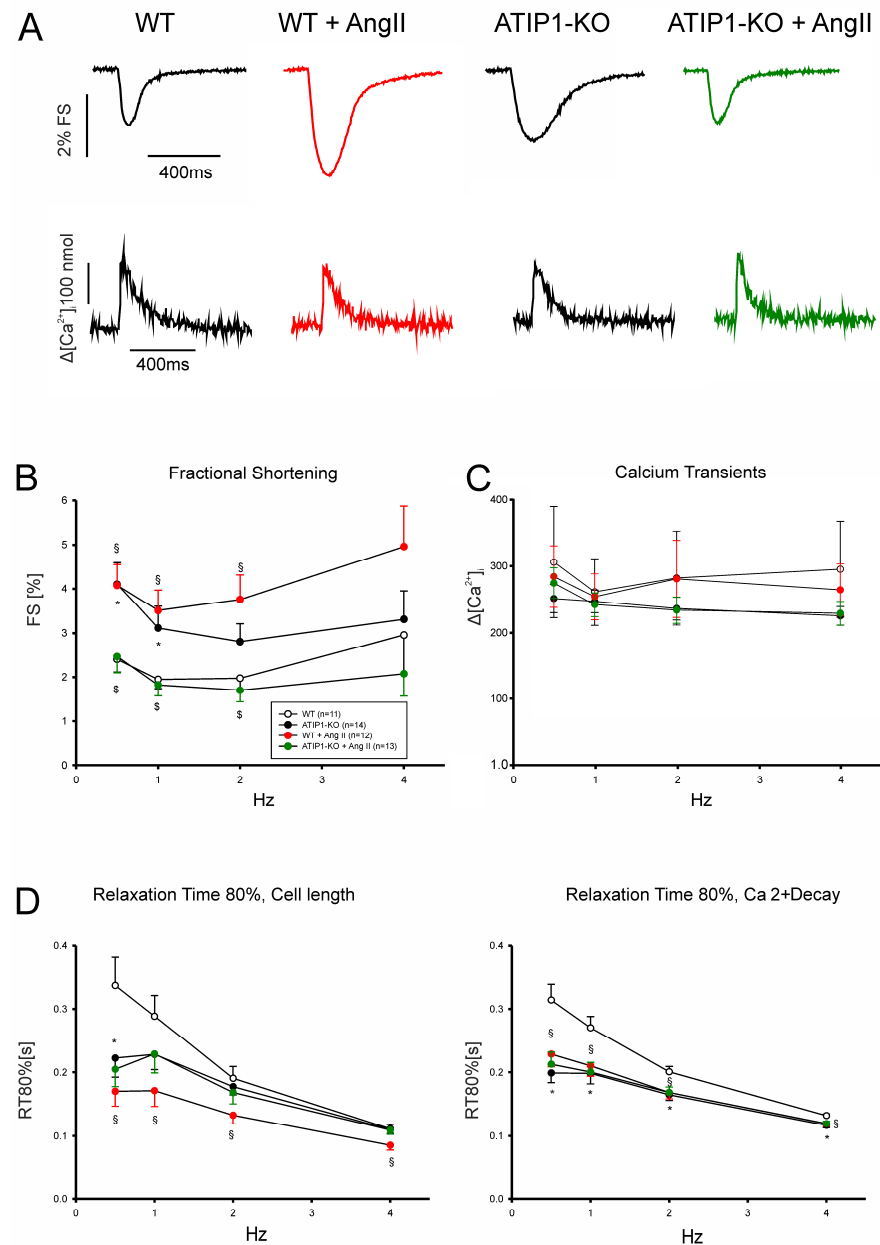 A
WT
WT + AngII
ATIP1-KO
ATIP1-KO + AngII
2% FS
400ms
Δ[Ca²⁺]ᵢ100 nmol
400ms
B
Fractional Shortening
6
5
4
3
2
1
0
FS [%]
§
*
§
*
§
$
$
$
WT (n=11)
ATIP1-KO (n=14)
WT + Ang II (n=12)
ATIP1-KO + Ang II (n=13)
0 1 2 3 4
Hz
C
Calcium Transients
400
300
200
100
1.0
Δ[Ca²⁺]ᵢ
0 1 2 3 4
Hz
D
Relaxation Time 80%, Cell length
0.4
0.3
0.2
0.1
0.0
RT80%[s]
*
§ § § §
0 1 2 3 4
Hz
Relaxation Time 80%, Ca 2+Decay
0.4
0.3
0.2
0.1
0.0
RT80%[s]
§ § § §
* * * *
0 1 2 3 4
Hz